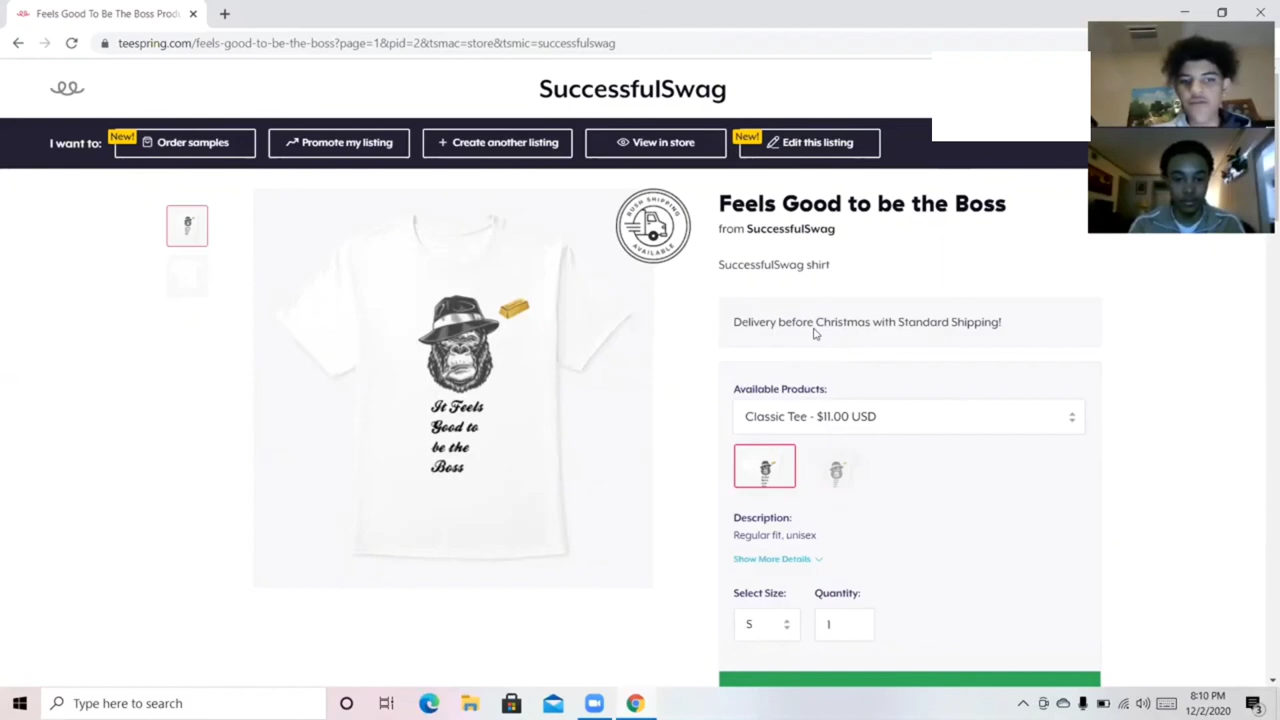 Feels Good To Be The Boss Produ
teespring.com/feels-good-to-be-the-boss?page=1&pid=2&tsmac=store&tsmic=successfulswag
SuccessfulSwag
I want to:
New!
Order samples
Promote my listing
Create another listing
View in store
New!
Edit this listing
RUSH SHIPPING
AVAILABLE
Feels Good to be the Boss
from SuccessfulSwag
SuccessfulSwag shirt
Delivery before Christmas with Standard Shipping!
It Feels
Good to
be the
Boss
Available Products:
Classic Tee - $11.00 USD
Description:
Regular fit, unisex
Show More Details
Select Size:
Quantity:
S
1
Type here to search
8:10 PM
12/2/2020
3